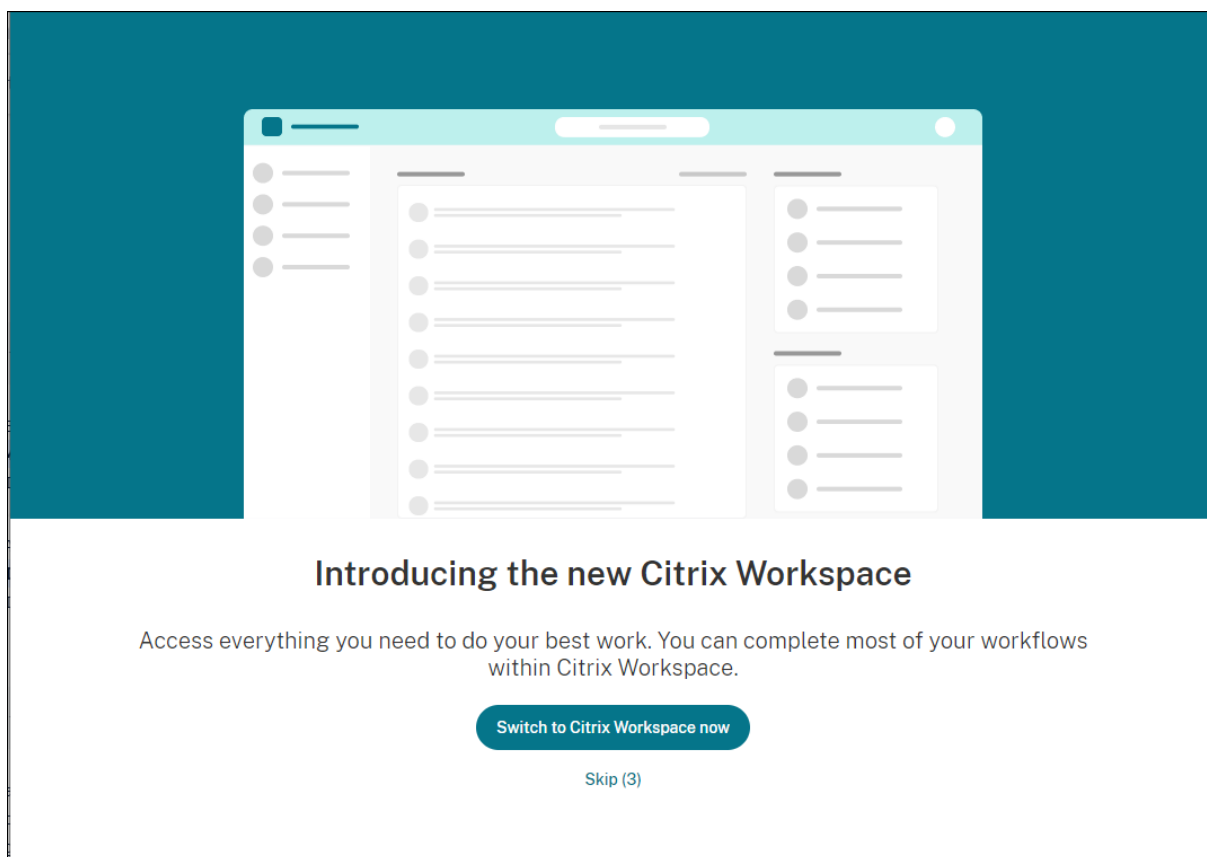 Introducing the new Citrix Workspace
Access everything you need to do your best work. You can complete most of your workflows
within Citrix Workspace.
Switch to Citrix Workspace now
Skip (3)